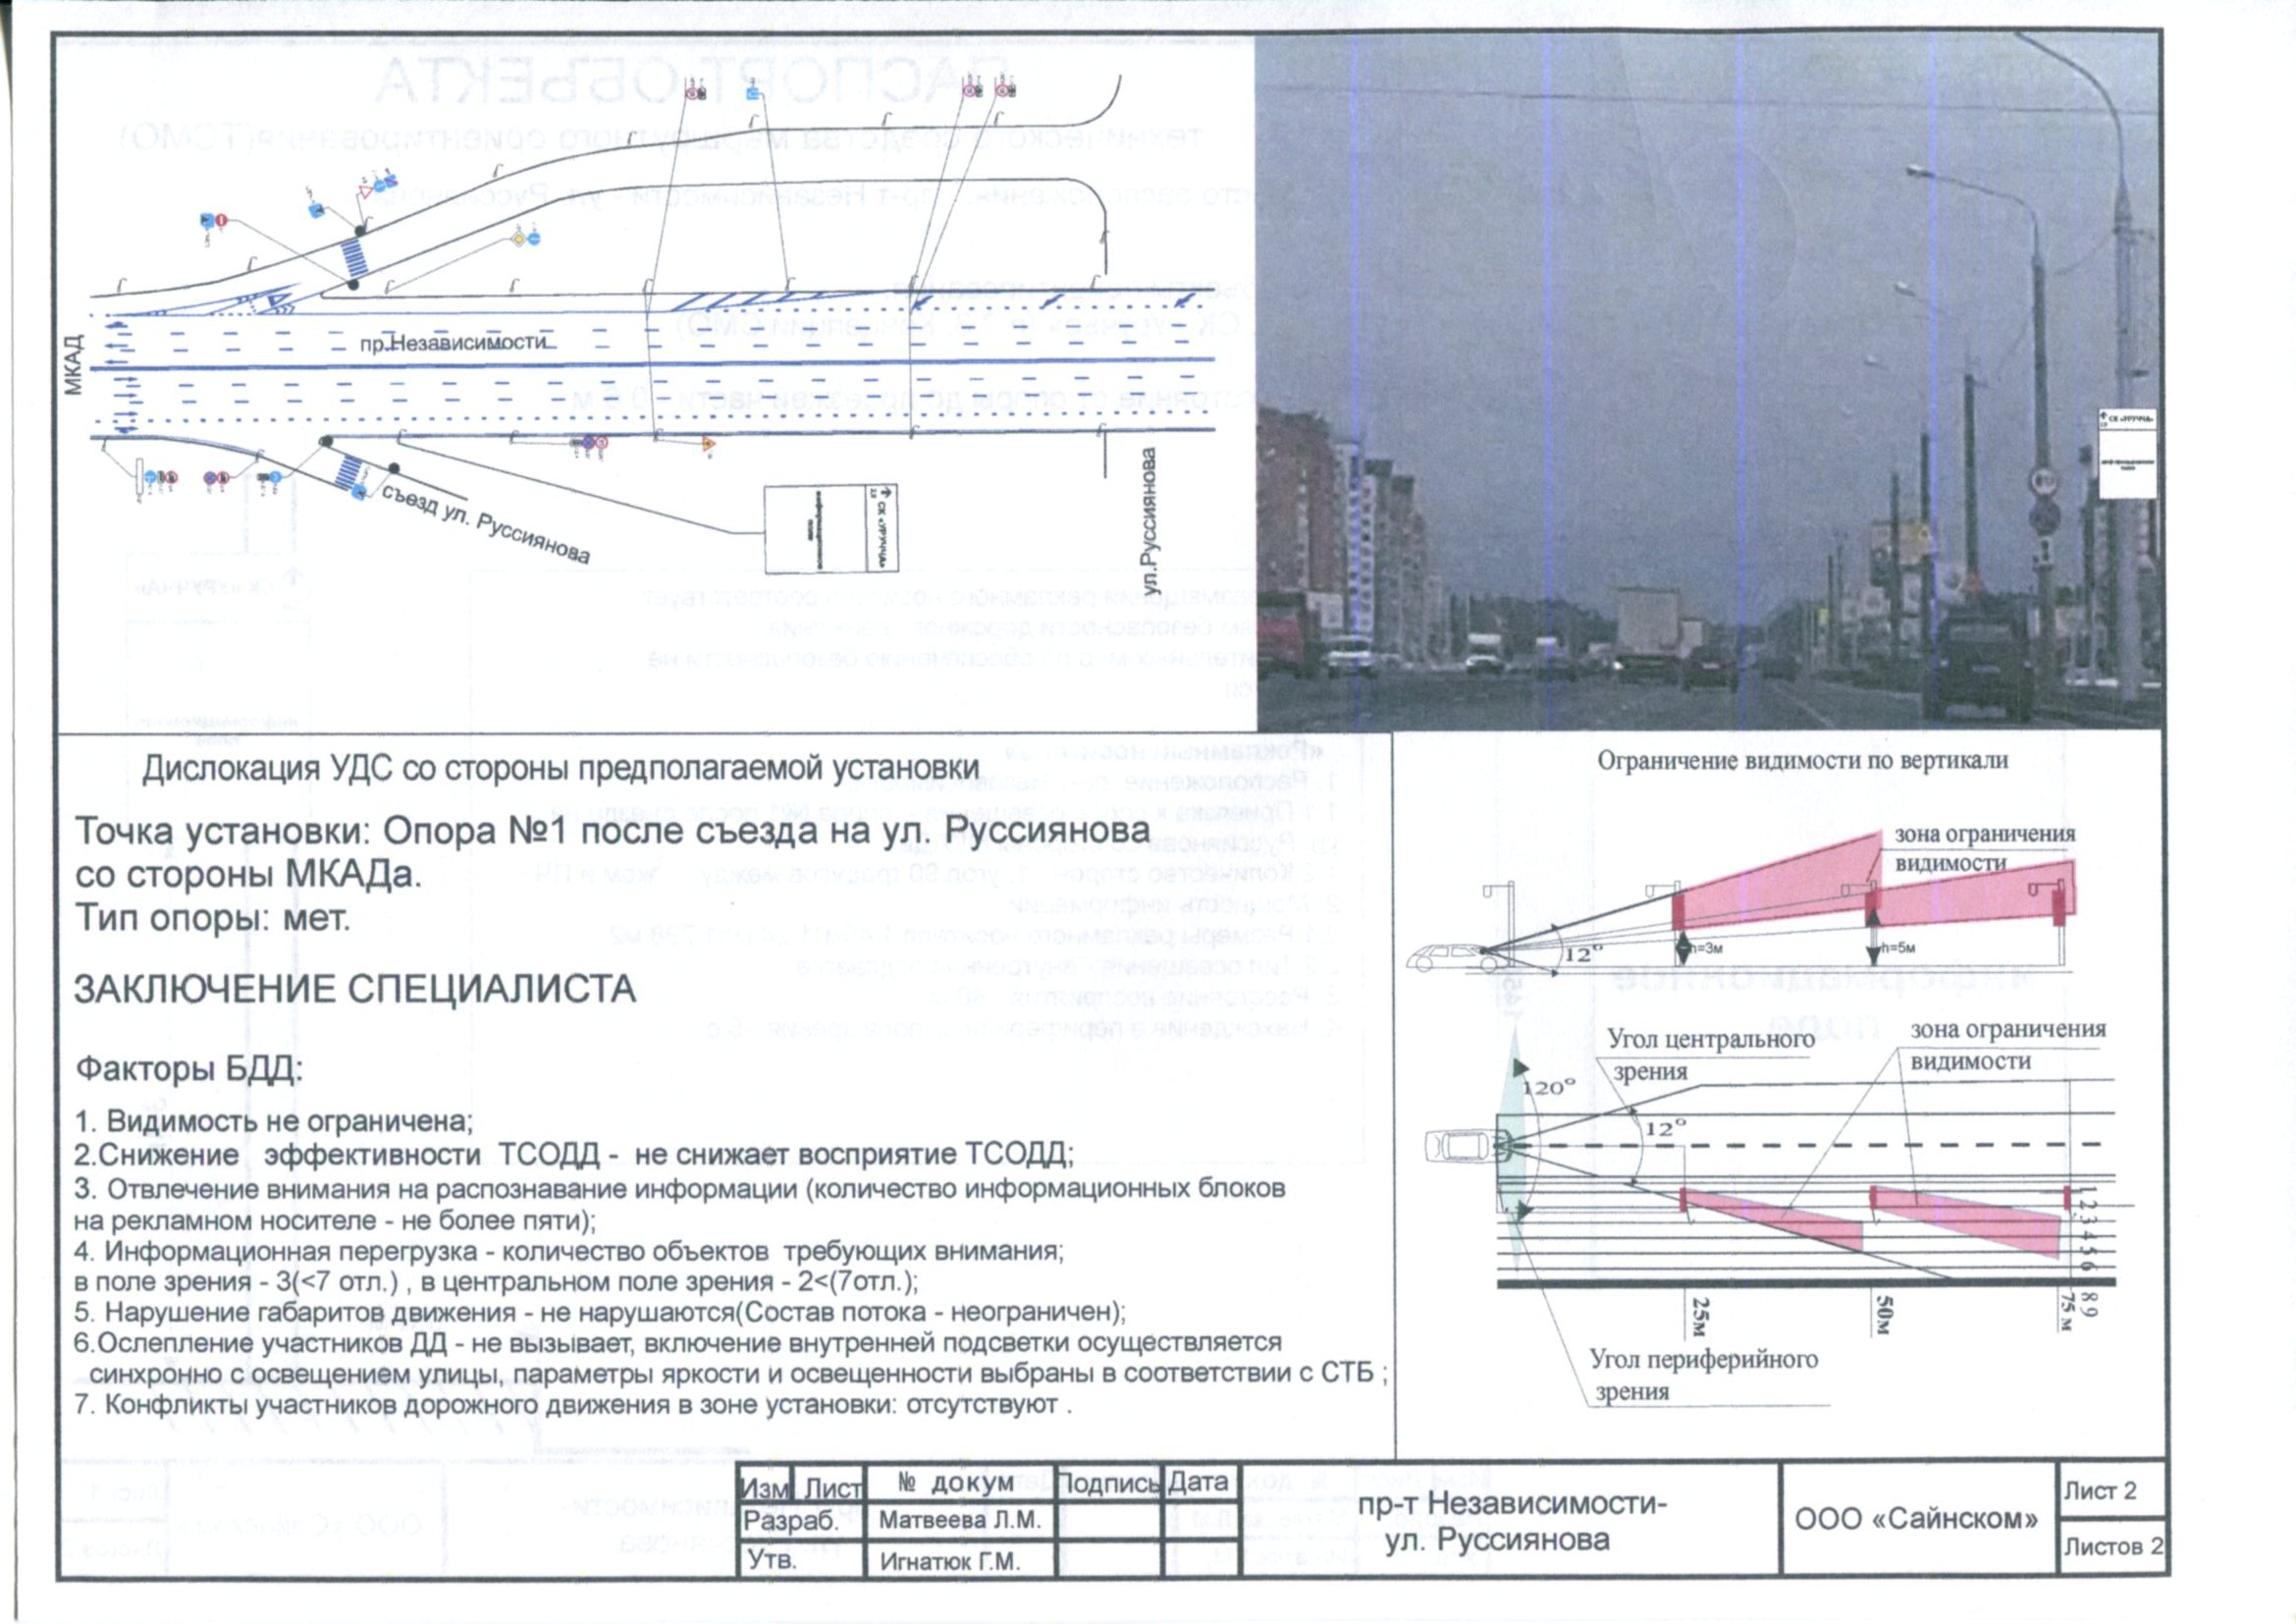 МКАД
пр.Независимости
съезд ул. Руссиянова
ул.Руссиянова
СК «УРУЧЧА»
информационное
поле
СК «УРУЧЧА»
Дислокация УДС со стороны предполагаемой установки
Точка установки: Опора №1 после съезда на ул. Руссиянова
со стороны МКАДа.
Тип опоры: мет.
ЗАКЛЮЧЕНИЕ СПЕЦИАЛИСТА
Факторы БДД:
1. Видимость не ограничена;
2.Снижение эффективности ТСОДД - не снижает восприятие ТСОДД;
3. Отвлечение внимания на распознавание информации (количество информационных блоков
на рекламном носителе - не более пяти);
4. Информационная перегрузка - количество объектов требующих внимания;
в поле зрения - 3(<7 отл.) , в центральном поле зрения - 2<(7отл.);
5. Нарушение габаритов движения - не нарушаются(Состав потока - неограничен);
6.Ослепление участников ДД - не вызывает, включение внутренней подсветки осуществляется
синхронно с освещением улицы, параметры яркости и освещенности выбраны в соответствии с СТБ ;
7. Конфликты участников дорожного движения в зоне установки: отсутствуют .
Ограничение видимости по вертикали
зона ограничения
видимости
12°
h=3м
h=5м
Угол центрального
зрения
зона ограничения
видимости
120°
12°
1 2 3 4 5 6
8 9
25м
50м
75 м
Угол периферийного
зрения
Изм Лист № докум Подпись Дата
Разраб. Матвеева Л.М.
Утв. Игнатюк Г.М.
пр-т Независимости-
ул. Руссиянова
ООО «Сайнском»
Лист 2
Листов 2